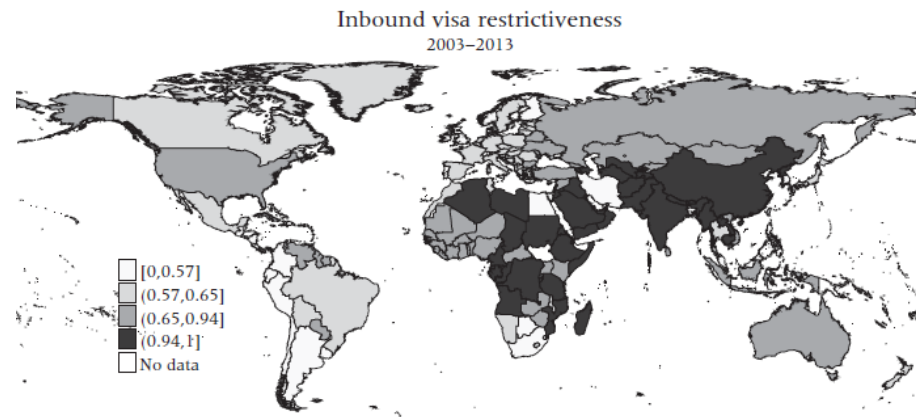 Inbound visa restrictiveness
2003–2013
[0,0.57]
(0.57,0.65]
(0.65,0.94]
(0.94,1]
No data